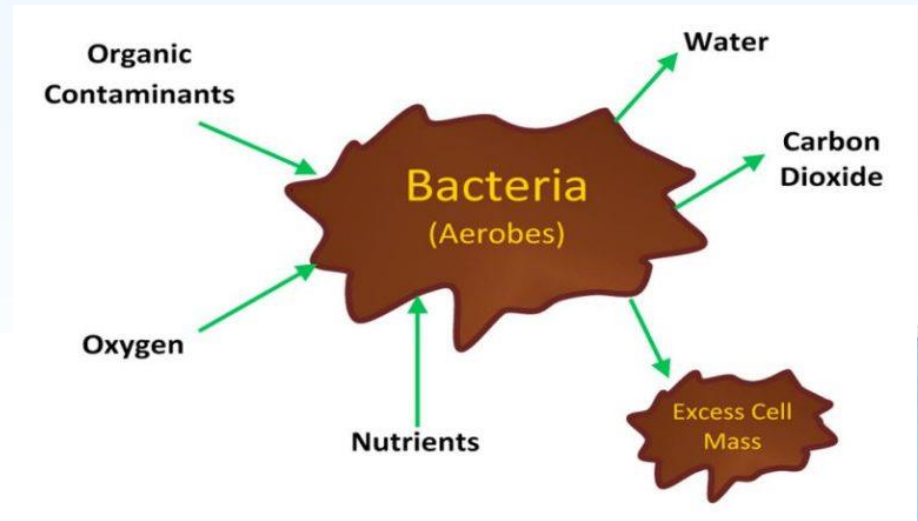 Organic
Contaminants
Water
Carbon
Dioxide
Bacteria
(Aerobes)
Oxygen
Nutrients
Excess Cell
Mass